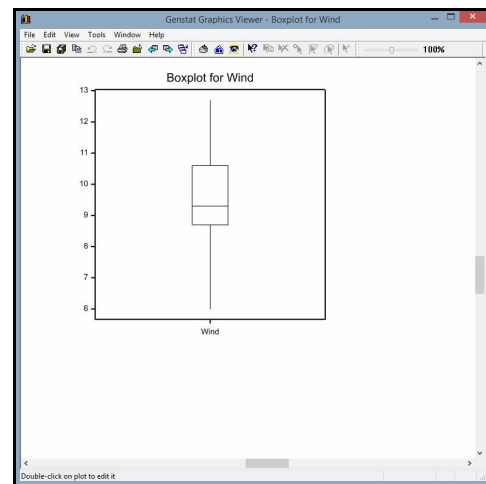 Genstat Graphics Viewer - Boxplot for Wind
File Edit View Tools Window Help
100%
Boxplot for Wind
13
12
11
10
9
8
7
6
Wind
Double-click on plot to edit it